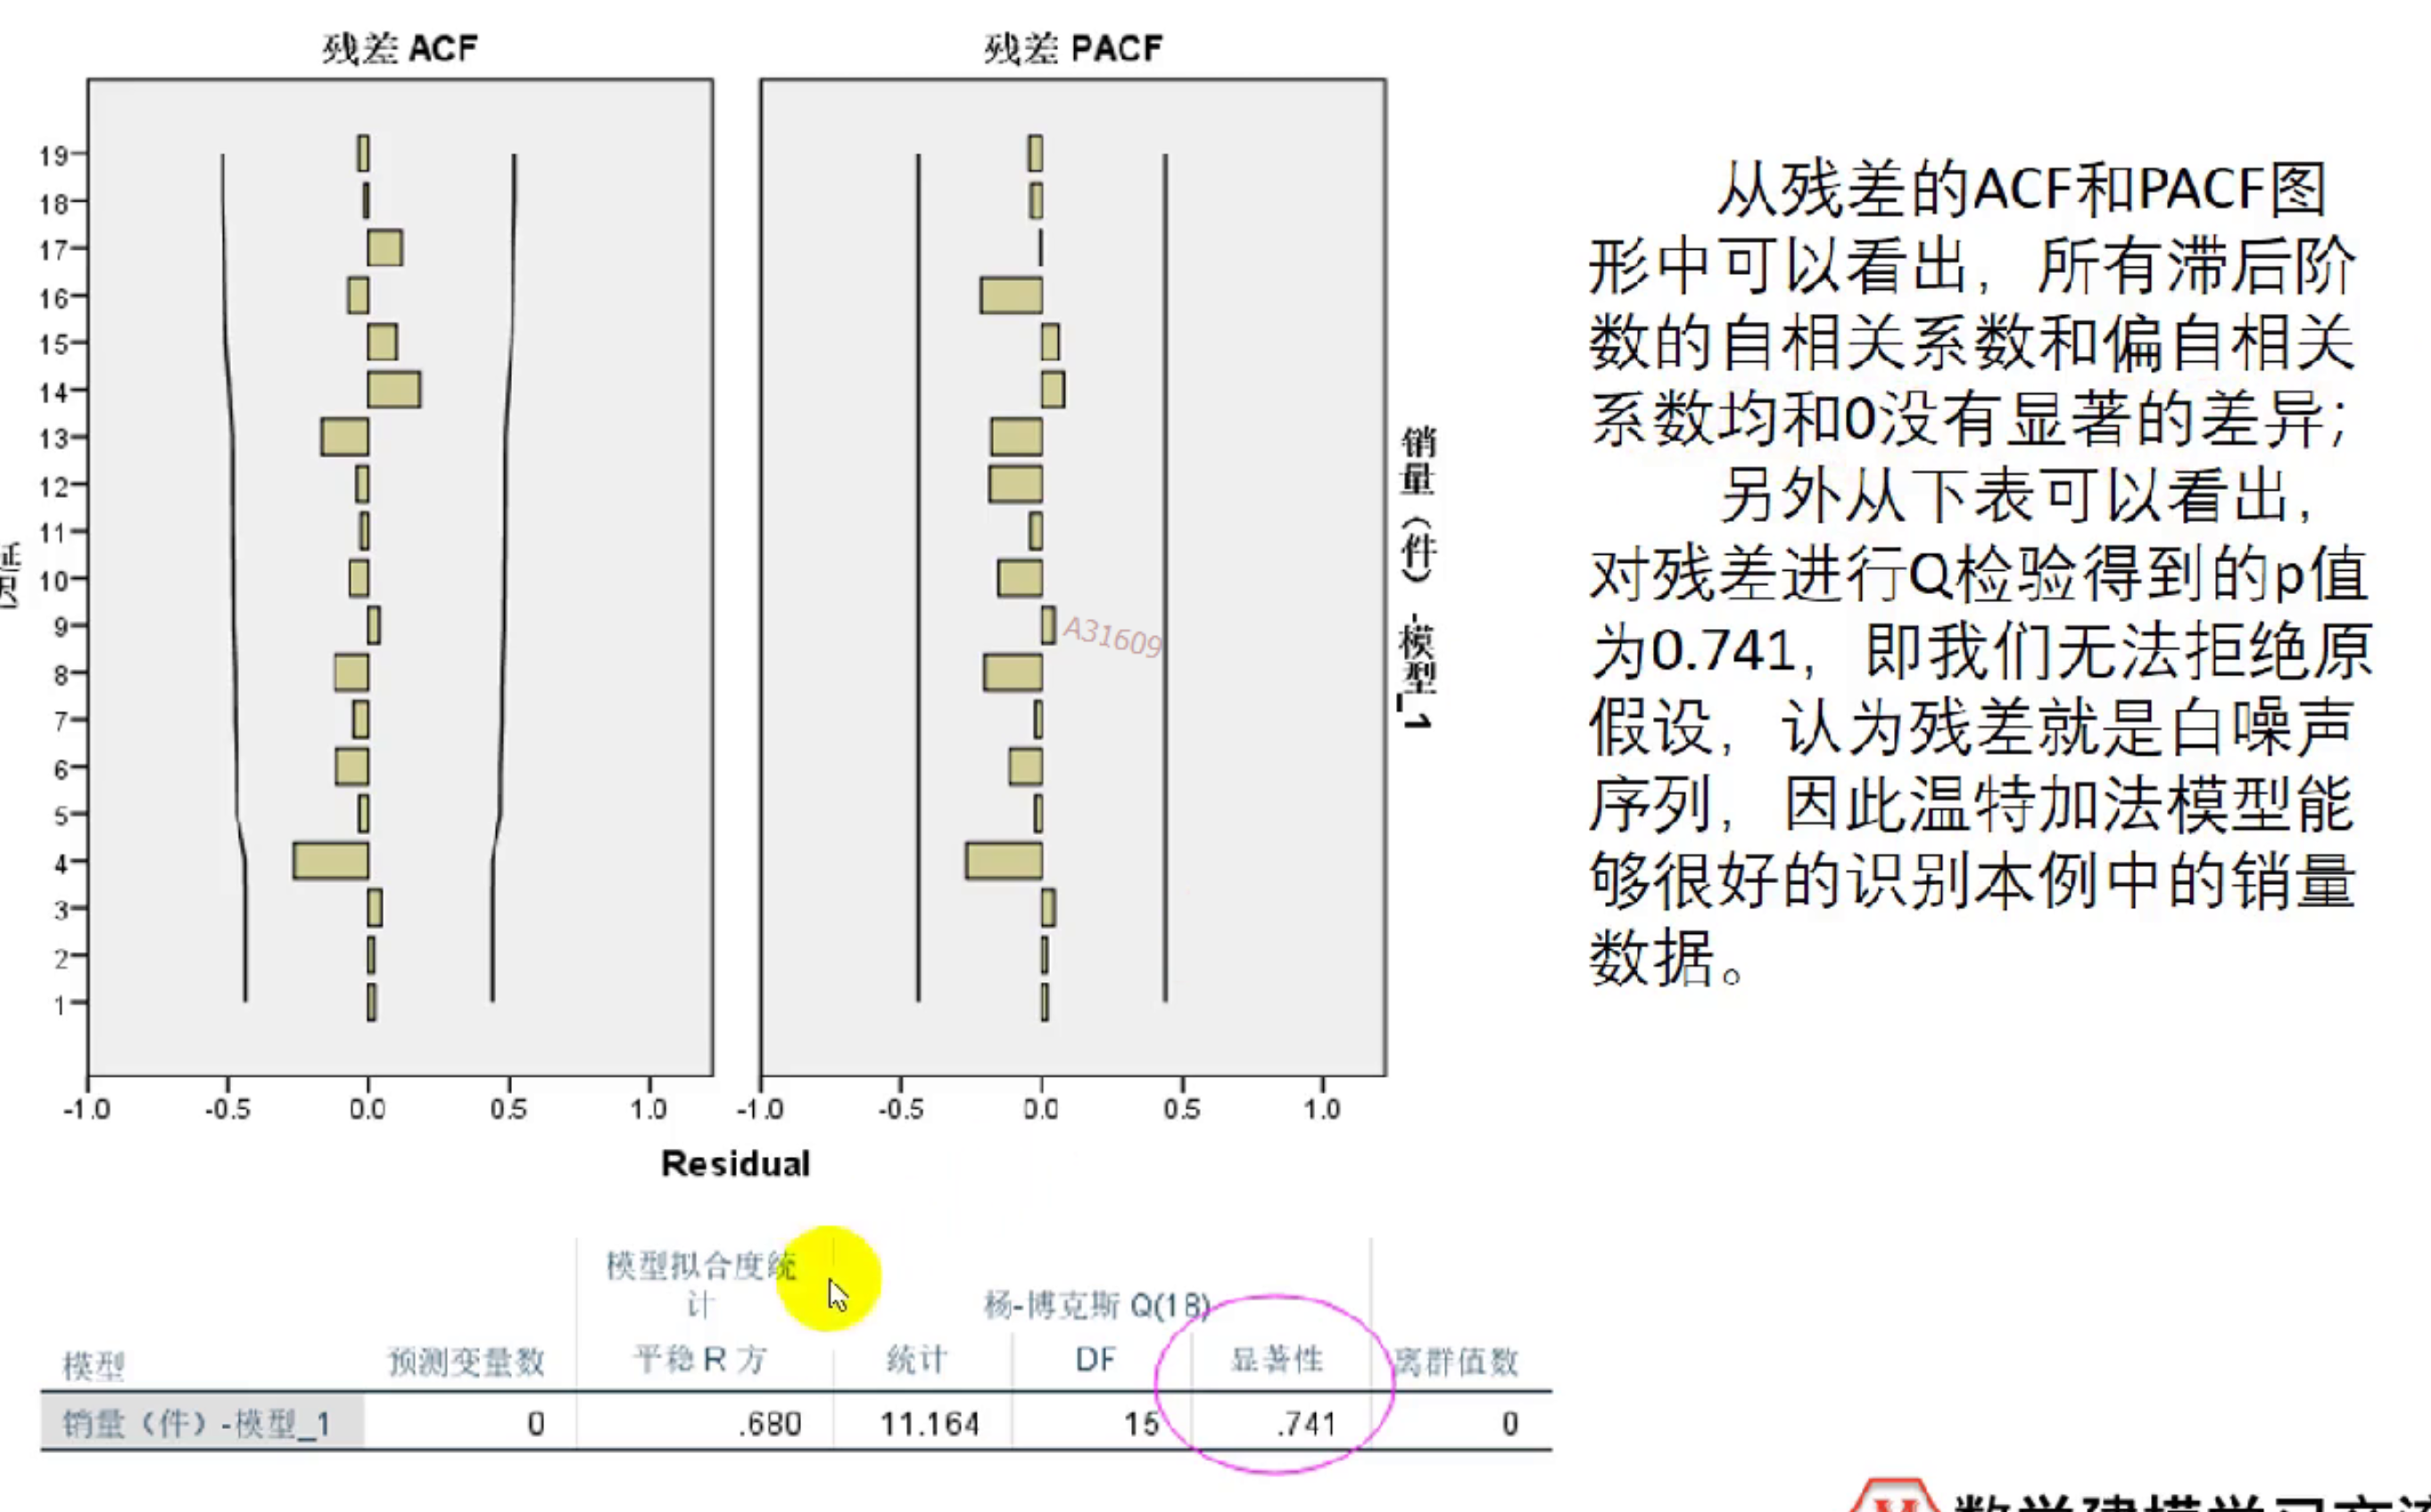 残差 ACF
残差 PACF
19
18
17
16
15
14
13
12
11
10
9
8
7
6
5
4
3
2
1
-1.0 -0.5 0.0 0.5 1.0
-1.0 -0.5 0.0 0.5 1.0
Residual
销量（件）-模型_1
A31609
从残差的ACF和PACF图
形中可以看出，所有滞后阶
数的自相关系数和偏自相关
系数均和0没有显著的差异；
另外从下表可以看出，
对残差进行Q检验得到的p值
为0.741，即我们无法拒绝原
假设，认为残差就是白噪声
序列，因此温特加法模型能
够很好的识别本例中的销量
数据。
模型拟合度统
计
杨-博克斯 Q(18)
模型 预测变量数 平稳 R 方 统计 DF 显著性 离群值数
销量（件）-模型_1 0 .680 11.164 15 .741 0
数学建模学习交流